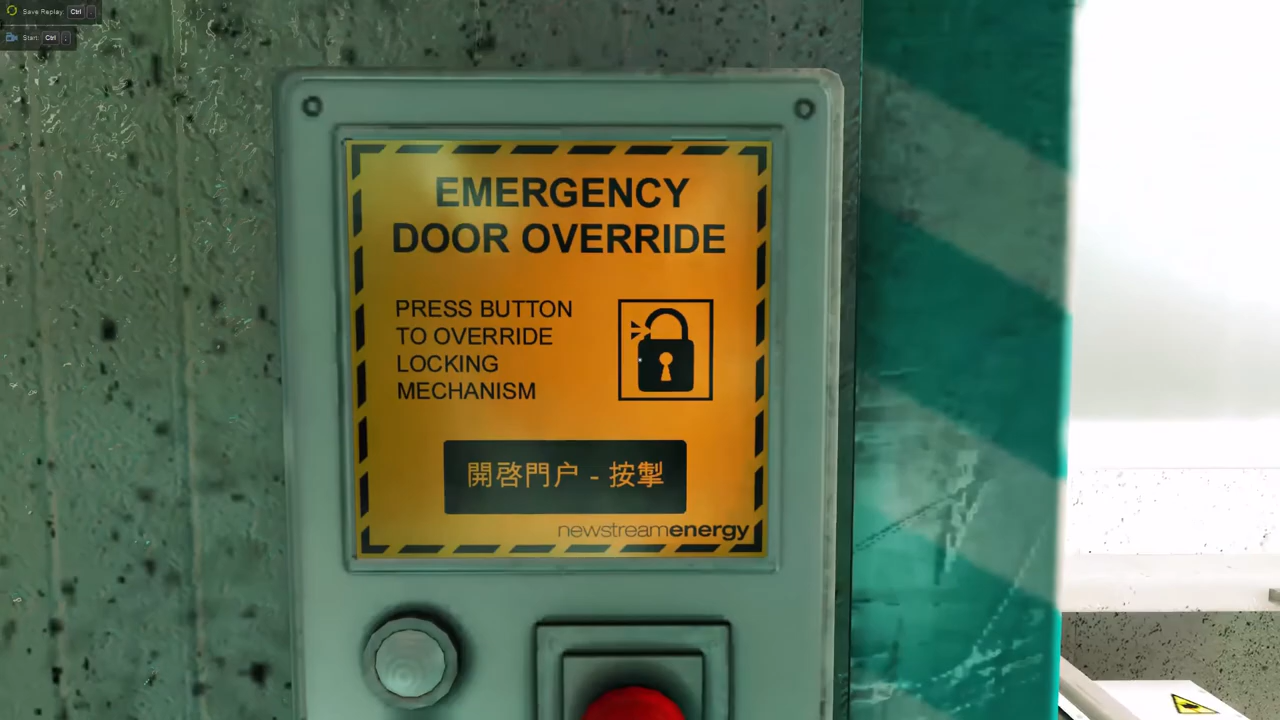 Save Replay: Ctrl
Start: Ctrl
EMERGENCY
DOOR OVERRIDE
PRESS BUTTON
TO OVERRIDE
LOCKING
MECHANISM
開啓門户 - 按掣
newstreamenergy